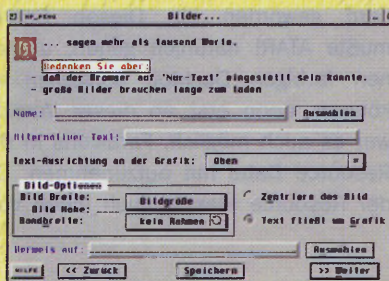 HP_PENG Bilder...
... sagen mehr als tausend Worte.
Bedenken Sie aber:
- daß der Browser auf 'Nur-Text' eingestellt sein könnte.
- große Bilder brauchen lange zum laden
Name: Auswählen
Alternativer Text:
Text-Ausrichtung an der Grafik: Oben
Bild-Optionen
Bild Breite: Bildgröße Zentriere das Bild
Bild Höhe:
Randbreite: kein Rahmen Text fließt um Grafik
Verweis auf: Auswählen
HILFE << Zurück Speichern >> Weiter